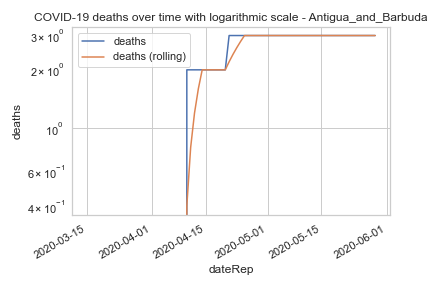 COVID-19 deaths over time with logarithmic scale - Antigua_and_Barbuda
deaths
deaths (rolling)
3 × 10⁰
2 × 10⁰
10⁰
6 × 10⁻¹
4 × 10⁻¹
deaths
2020-03-15
2020-04-01
2020-04-15
2020-05-01
2020-05-15
2020-06-01
dateRep